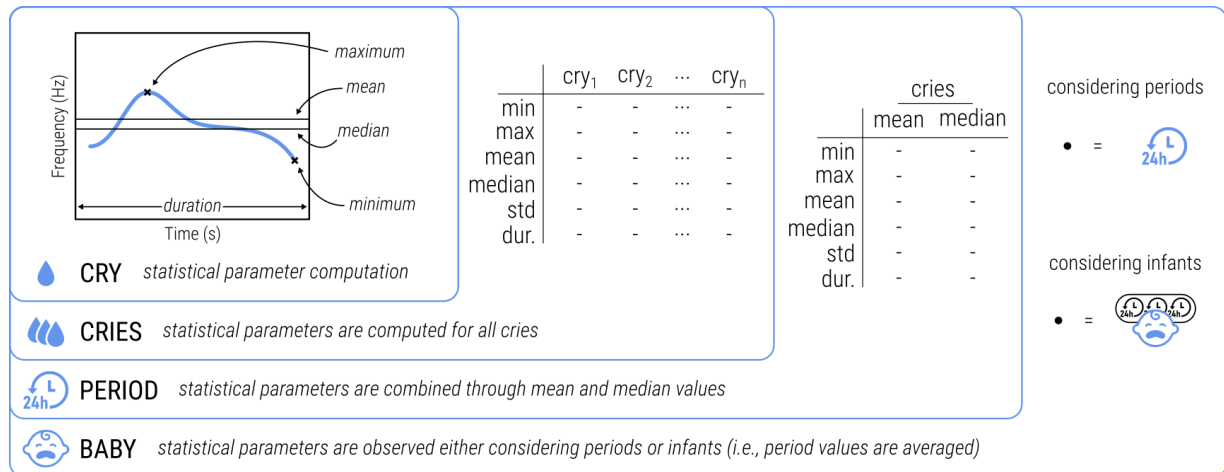 maximum
mean
median
minimum
Frequency (Hz)
duration
Time (s)
CRY statistical parameter computation
cry1 cry2 ... cryn
min - - ... -
max - - ... -
mean - - ... -
median - - ... -
std - - ... -
dur. - - ... -
CRIES statistical parameters are computed for all cries
cries
mean median
min - -
max - -
mean - -
median - -
std - -
dur. - -
24h PERIOD statistical parameters are combined through mean and median values
considering periods
• = 24h
considering infants
• = 24h 24h 24h
BABY statistical parameters are observed either considering periods or infants (i.e., period values are averaged)